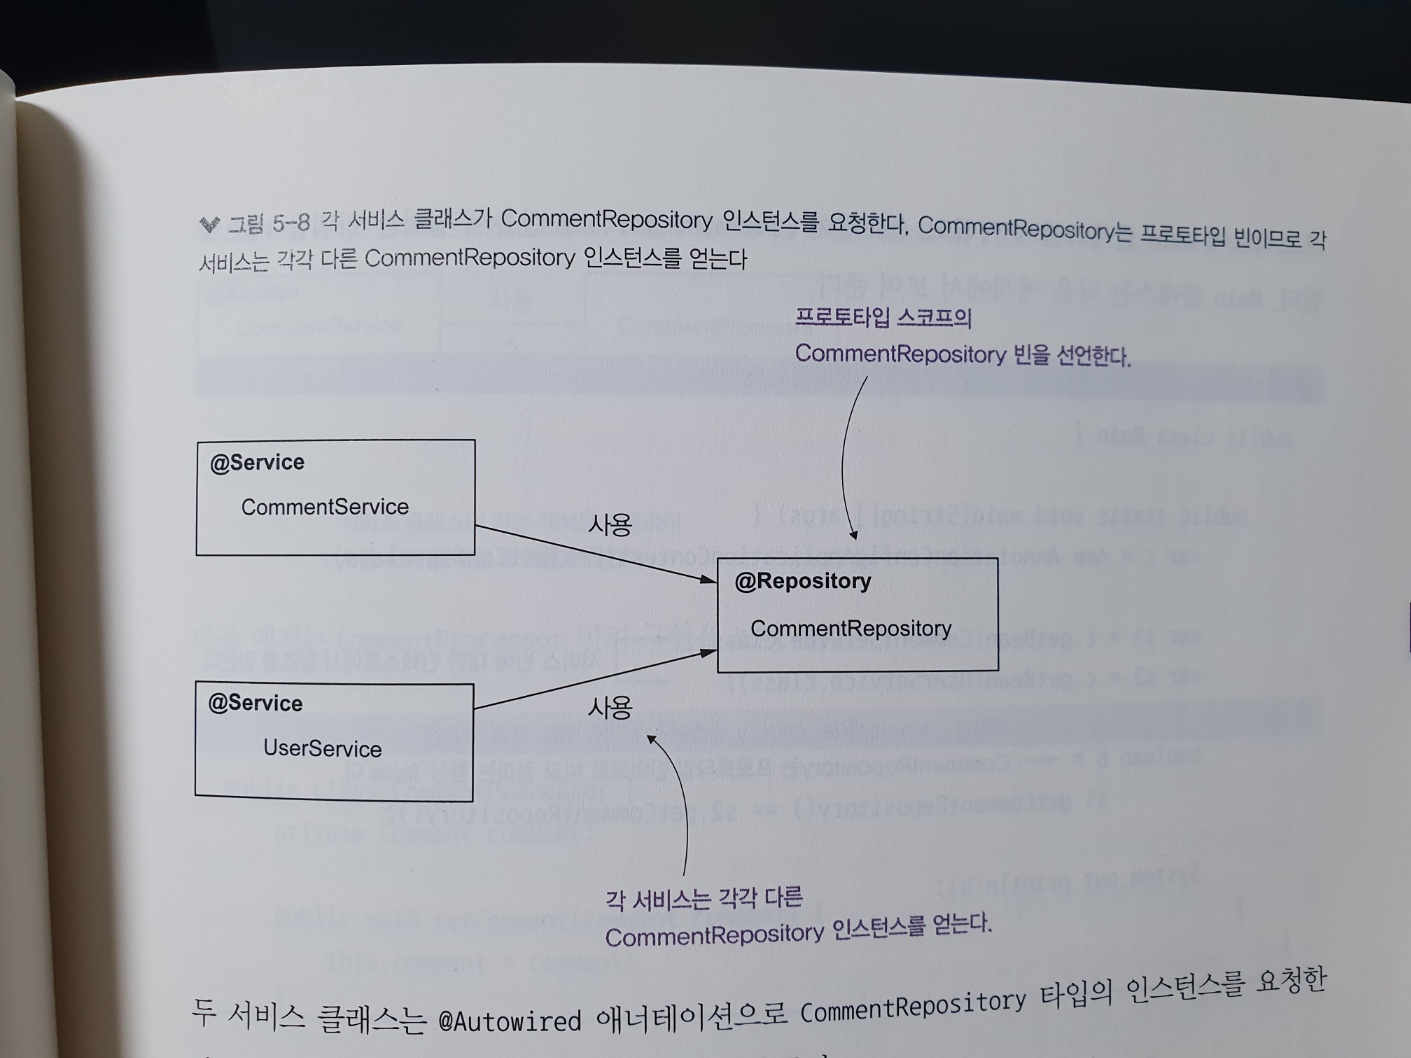 그림 5-8 각 서비스 클래스가 CommentRepository 인스턴스를 요청한다, CommentRepository는 프로토타입 빈이므로 각
서비스는 각각 다른 CommentRepository 인스턴스를 얻는다
프로토타입 스코프의
CommentRepository 빈을 선언한다.
@Service
CommentService
사용
@Repository
CommentRepository
@Service
UserService
사용
각 서비스는 각각 다른
CommentRepository 인스턴스를 얻는다.
두 서비스 클래스는 @Autowired 애너테이션으로 CommentRepository 타입의 인스턴스를 요청한